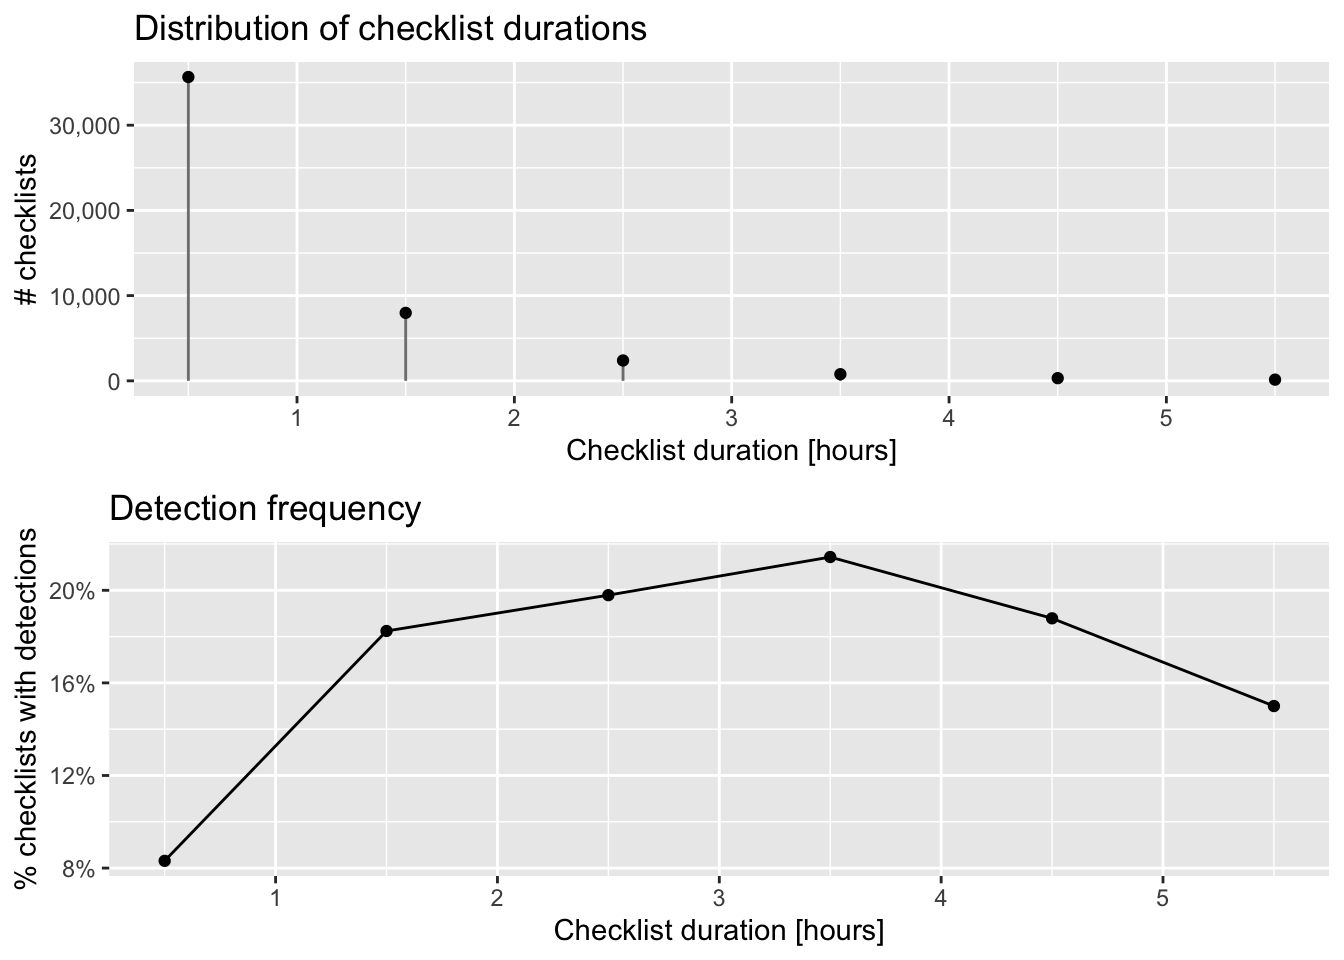 Distribution of checklist durations
# checklists
30,000
20,000
10,000
0
1 2 3 4 5
Checklist duration [hours]
Detection frequency
% checklists with detections
20%
16%
12%
8%
1 2 3 4 5
Checklist duration [hours]